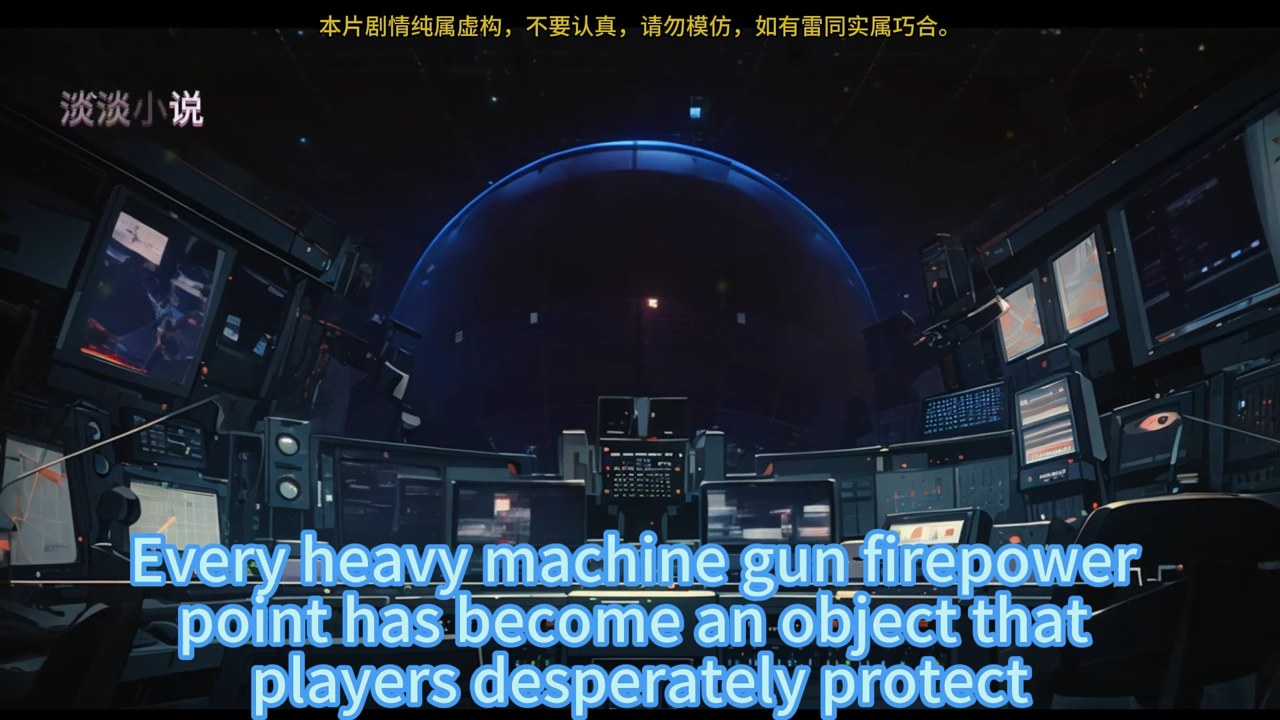 本片剧情纯属虚构，不要认真，请勿模仿，如有雷同实属巧合。
淡淡小说
Every heavy machine gun firepower
point has become an object that
players desperately protect